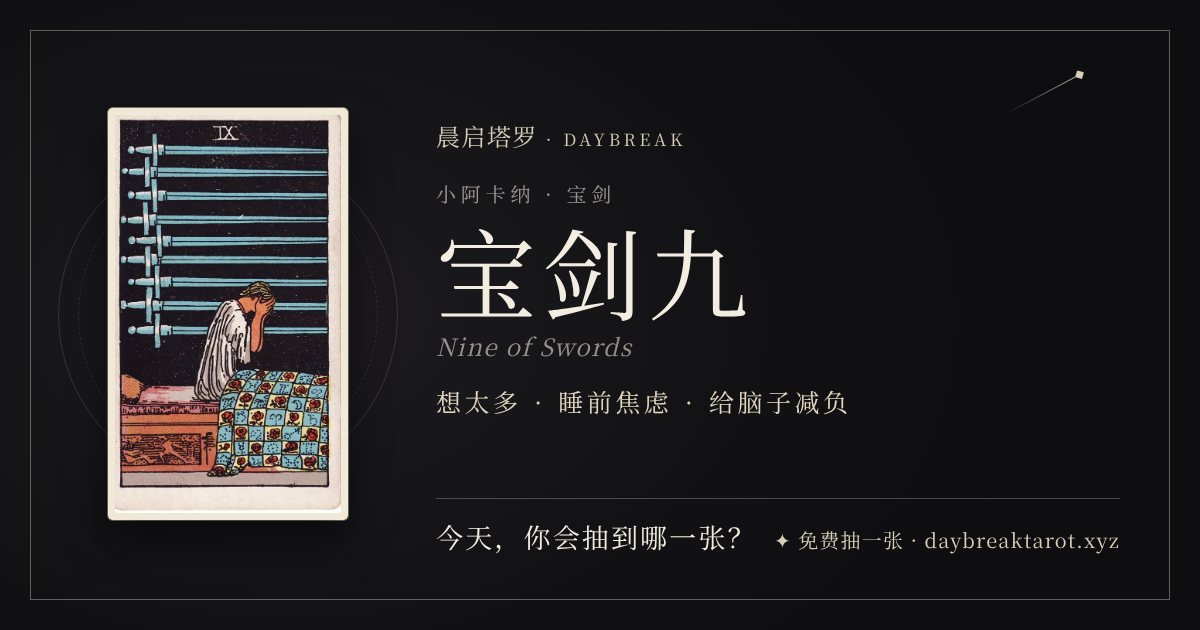 IX
晨启塔罗 · DAYBREAK
小阿卡纳 · 宝剑
宝剑九
Nine of Swords
想太多 · 睡前焦虑 · 给脑子减负
今天，你会抽到哪一张？ ✦ 免费抽一张 · daybreaktarot.xyz